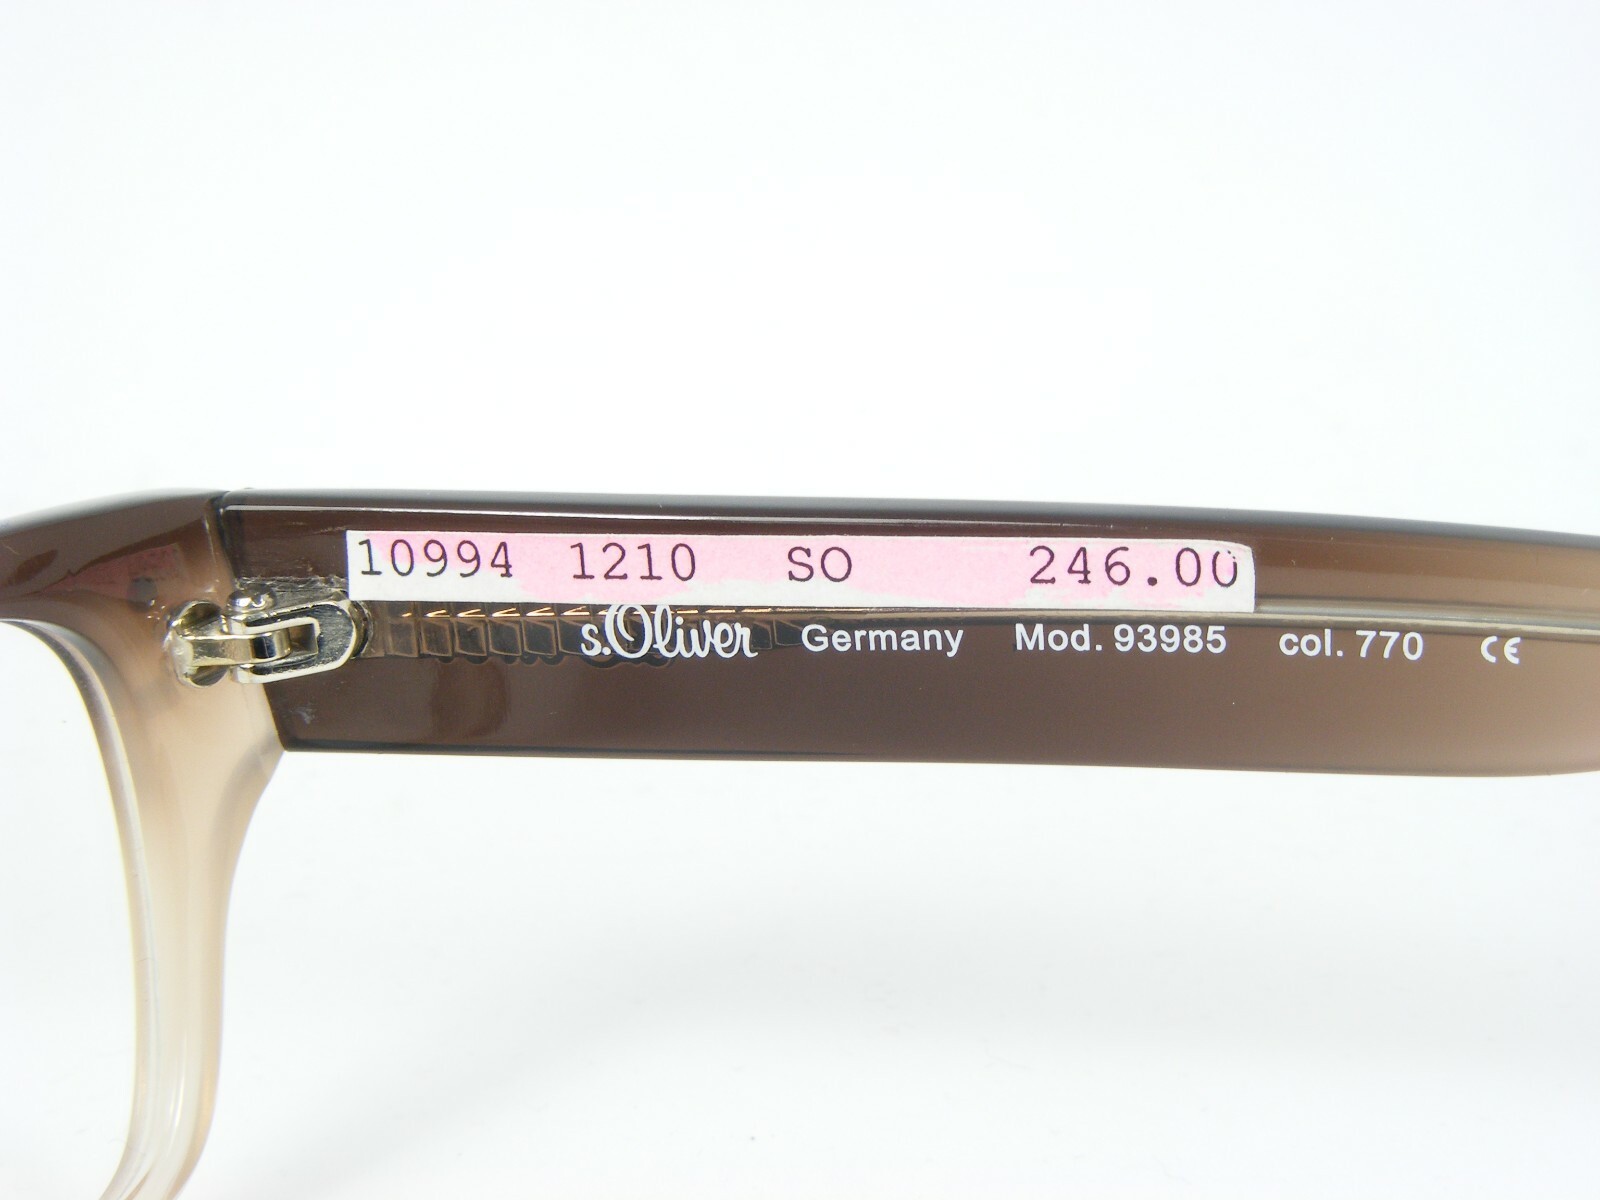 10994 1210 SO 246.00
s.Oliver Germany Mod. 93985 col. 770 CE